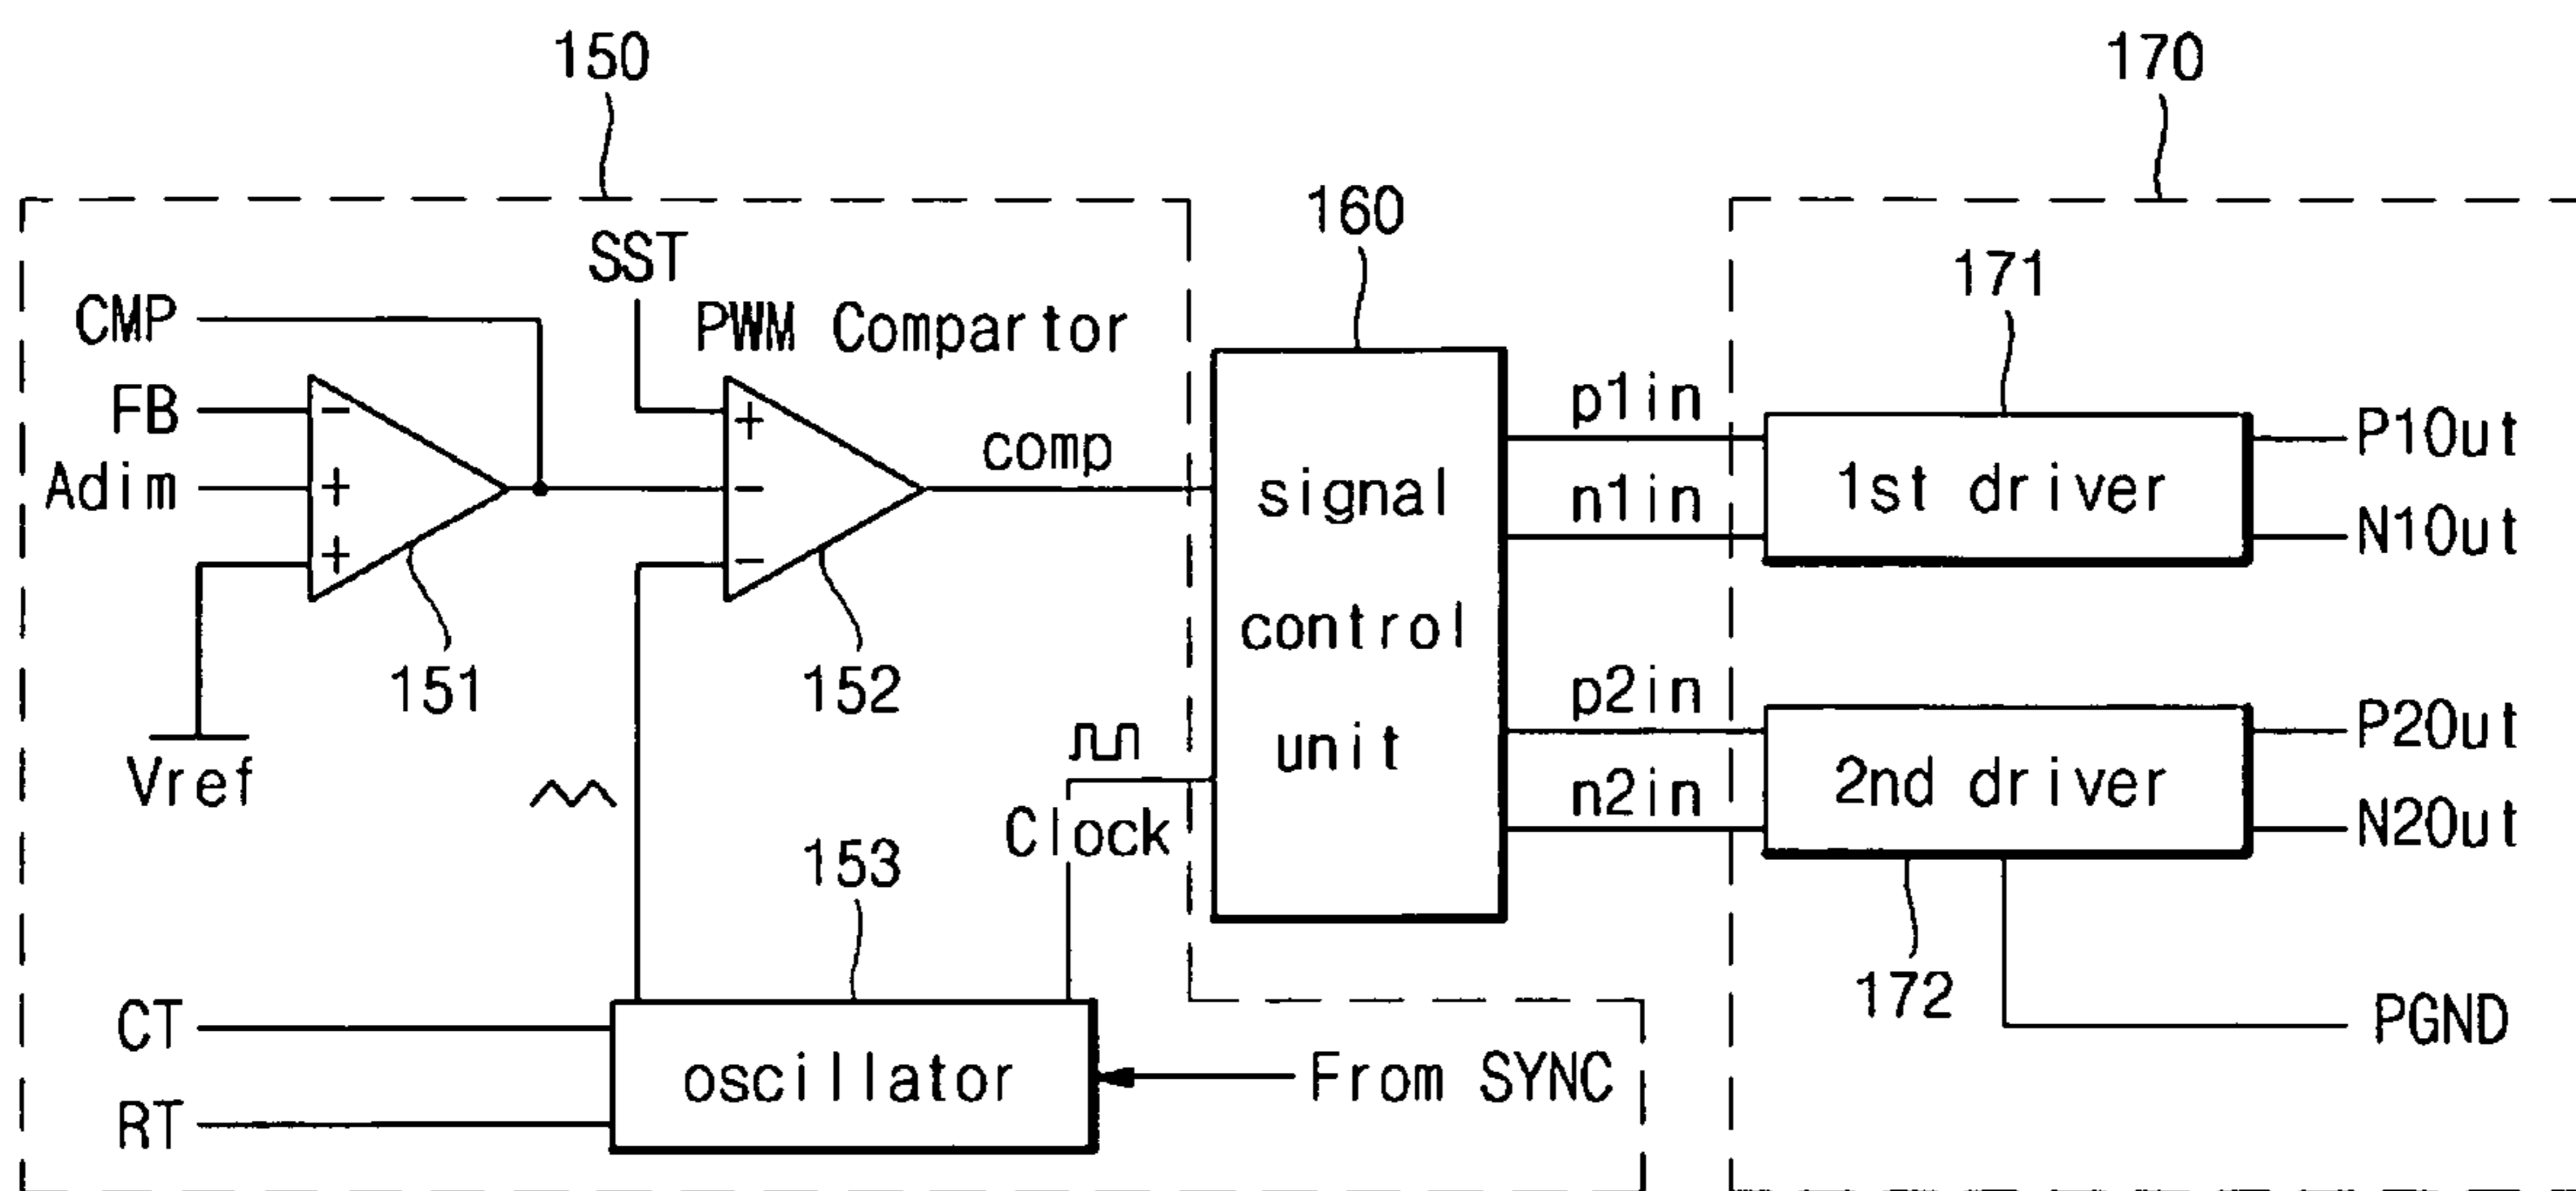 150
170
160
SST
171
CMP
PWM Compartor
FB
p1in
P1Out
comp
Adim
signal
n1in
1st driver
N1Out
control
151
152
p2in
P2Out
unit
Vref
n2in
2nd driver
N2Out
Clock
153
172
CT
PGND
oscillator
From SYNC
RT